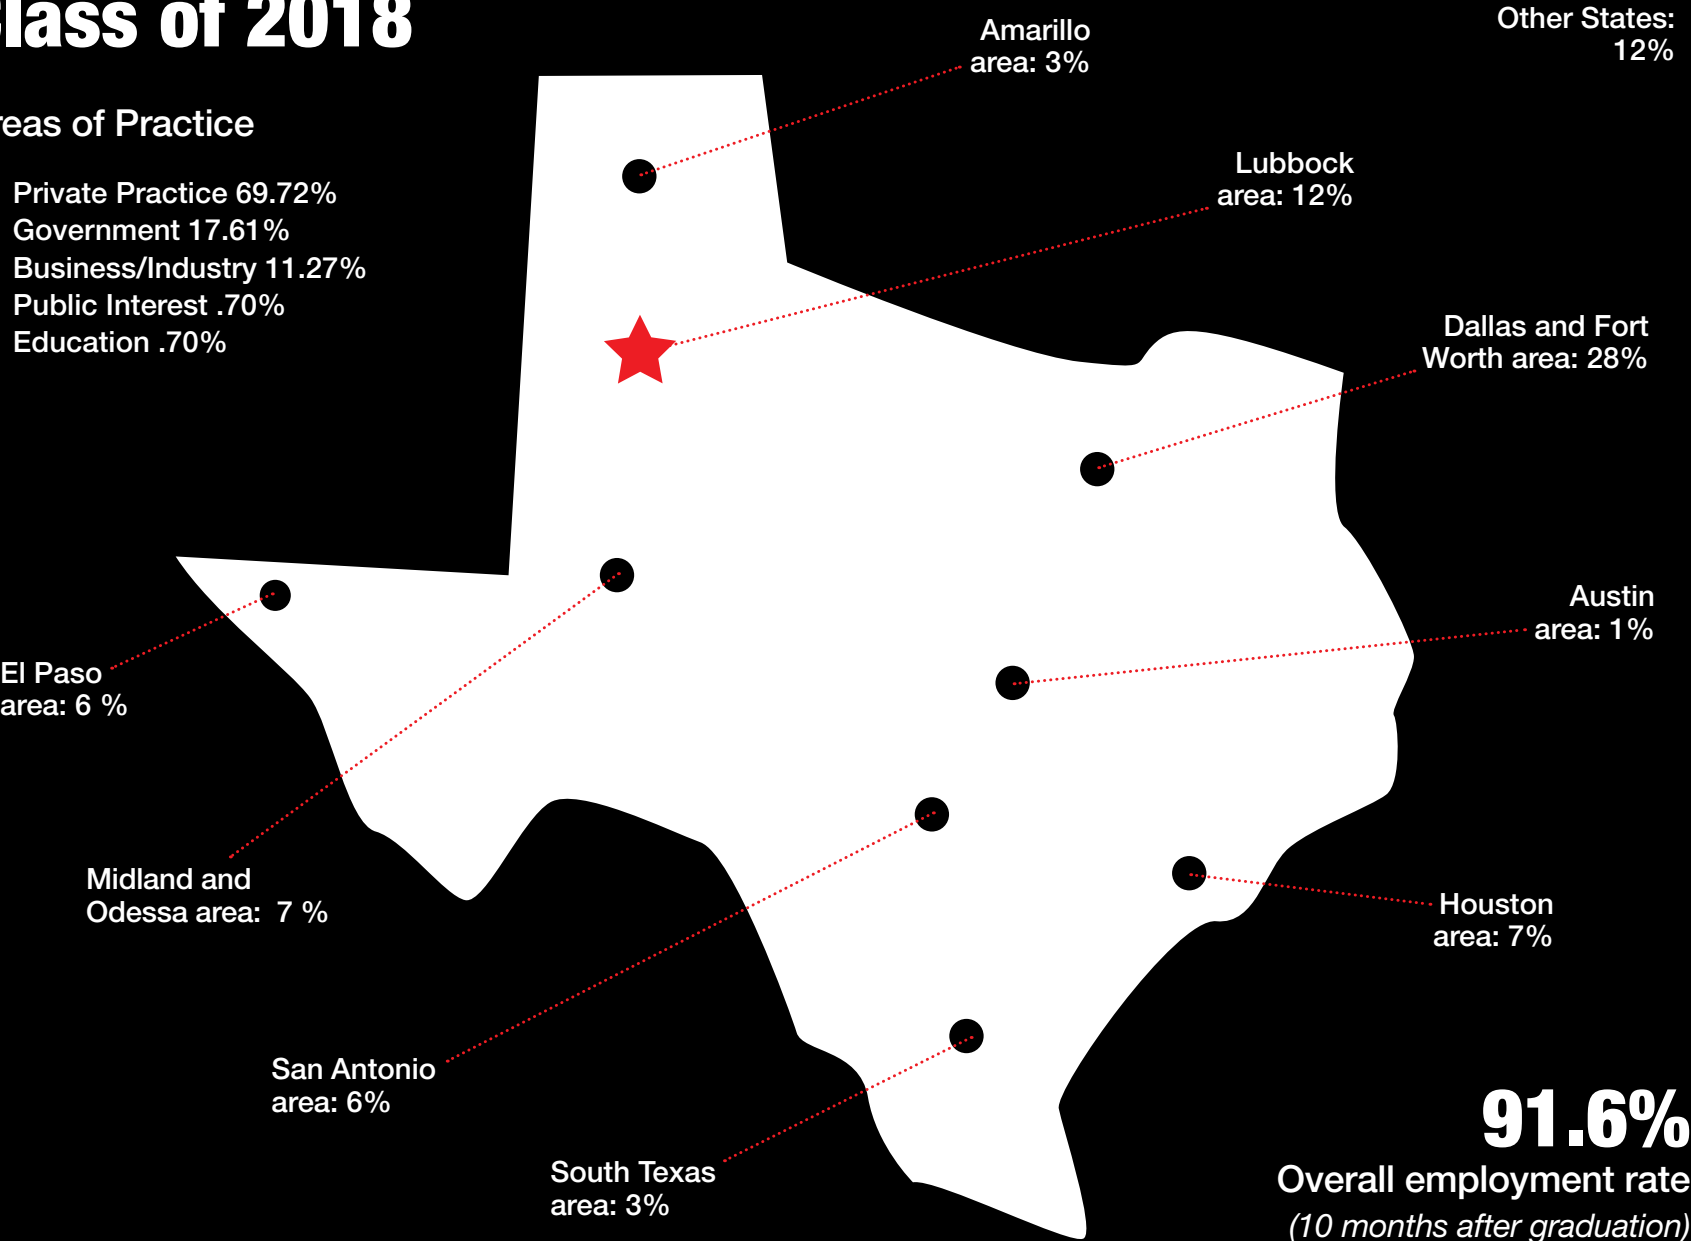 lass of 2018
reas of Practice
Private Practice 69.72%
Government 17.61%
Business/Industry 11.27%
Public Interest .70%
Education .70%
Amarillo
area: 3%
Other States:
12%
Lubbock
area: 12%
Dallas and Fort
Worth area: 28%
Austin
area: 1%
El Paso
area: 6 %
Midland and
Odessa area:  7 %
Houston
area: 7%
San Antonio
area: 6%
South Texas
area: 3%
91.6%
Overall employment rate
(10 months after graduation)